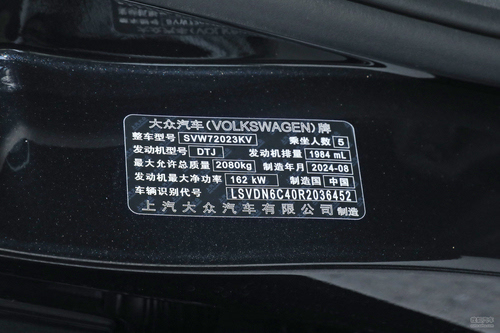 大众汽车(VOLKSWAGEN)牌
整车型号 SVW72023KV 乘坐人数 5
发动机型号 DTJ 发动机排量 1984 mL
最大允许总质量 2080kg 制造年月 2024-08
发动机最大净功率 162 kW 制造国 中国
车辆识别代号 LSVDN6C40R2036452
上汽大众汽车有限公司 制造